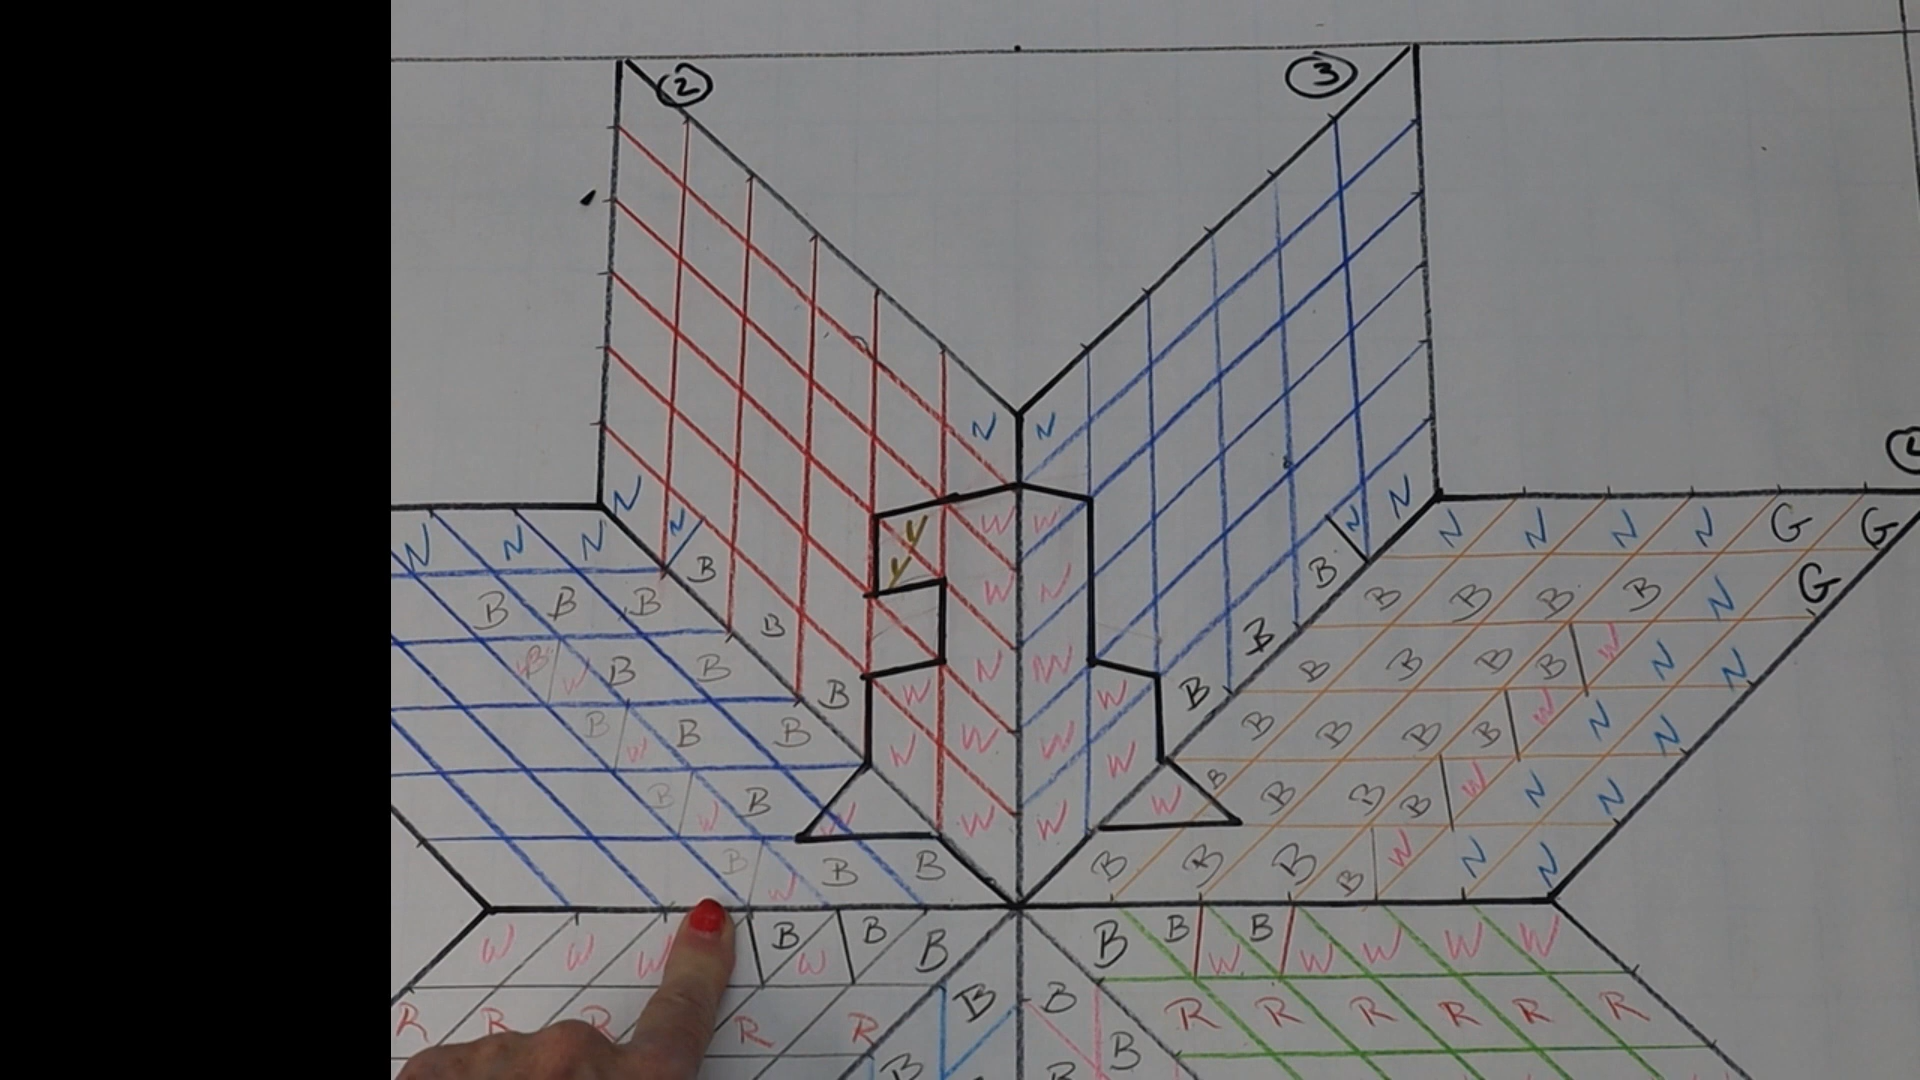 2 3
N N
N N N N N N N G G
N N N B N N
Y W W
B B B B B
Y W N B B B B N G
B B
B W B B N W B B B B B W N N
W W B B
B B B W W W B B B B W N N
B W B W W B
B W B W W W W B B B B W N N
B B B B B B B W N N
W
W W W B B B B B B W W W W
W W
R R R R R B B R R R R R R
B B
B